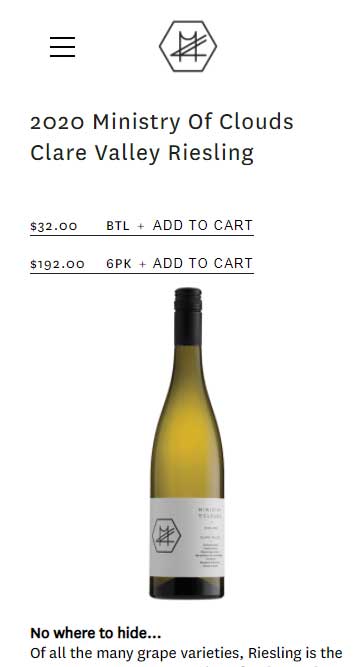 2020 Ministry Of Clouds
Clare Valley Riesling
$32.00 BTL + ADD TO CART
$192.00 6PK + ADD TO CART
No where to hide...
Of all the many grape varieties, Riesling is the